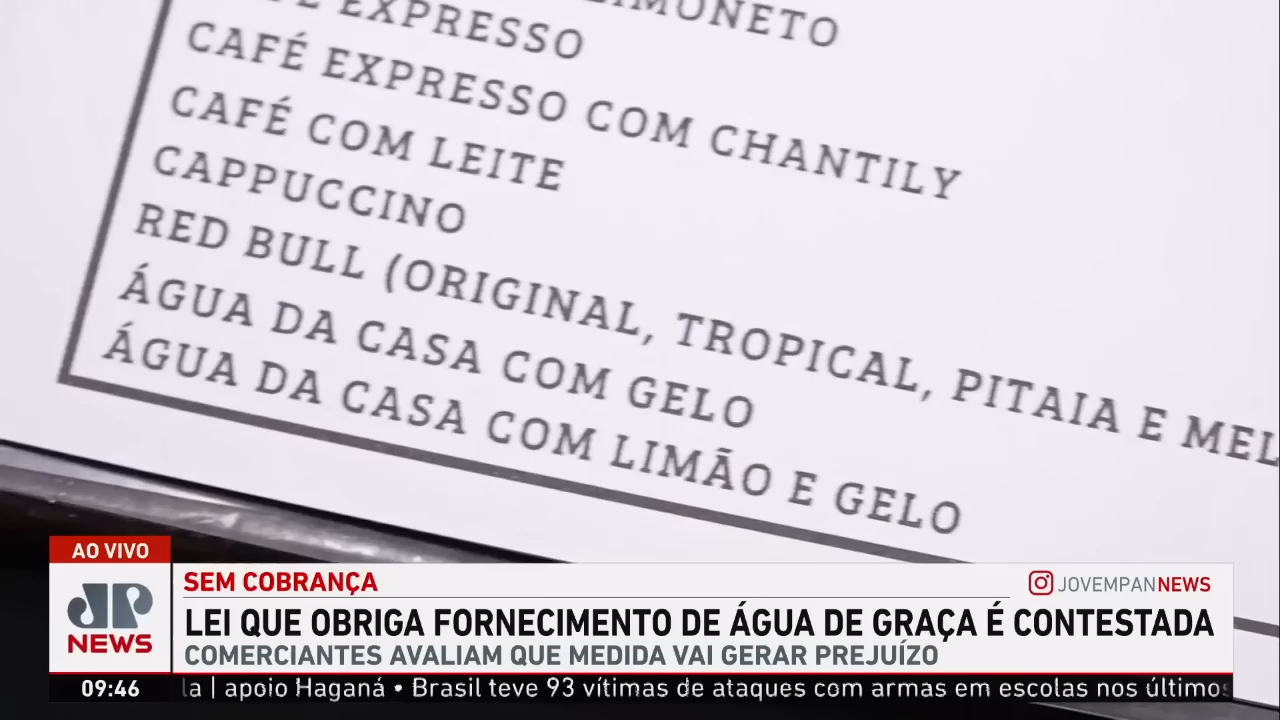 EXPRESSO
CAFÉ EXPRESSO COM CHANTILY
CAFÉ COM LEITE
CAPPUCCINO
RED BULL (ORIGINAL, TROPICAL, PITAIA E MEL
ÁGUA DA CASA COM GELO
ÁGUA DA CASA COM LIMÃO E GELO
AO VIVO
JP
NEWS
SEM COBRANÇA
JOVEMPANNEWS
LEI QUE OBRIGA FORNECIMENTO DE ÁGUA DE GRAÇA É CONTESTADA
COMERCIANTES AVALIAM QUE MEDIDA VAI GERAR PREJUÍZO
09:46
la | apoio Haganá • Brasil teve 93 vítimas de ataques com armas em escolas nos últimos